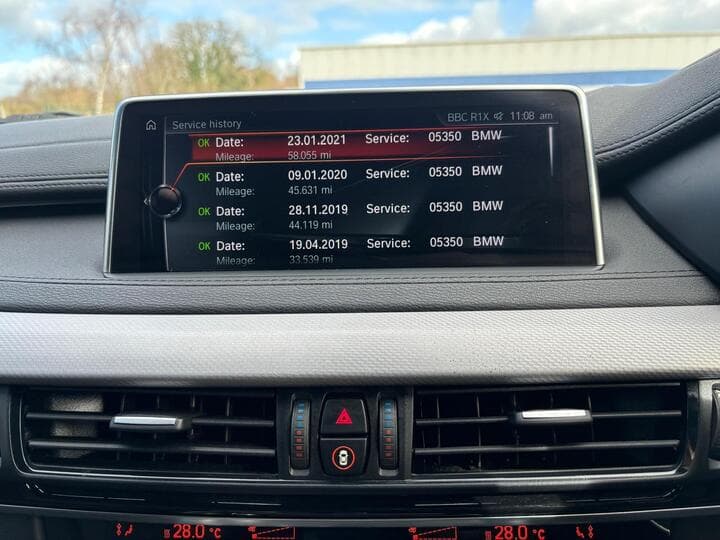 BBC R1X 11:08 am
Service history
OK Date: 23.01.2021 Service: 05350 BMW
Mileage: 58.055 mi
OK Date: 09.01.2020 Service: 05350 BMW
Mileage: 45.631 mi
OK Date: 28.11.2019 Service: 05350 BMW
Mileage: 44.119 mi
OK Date: 19.04.2019 Service: 05350 BMW
Mileage: 33.539 mi
28.0 °C 28.0 °C